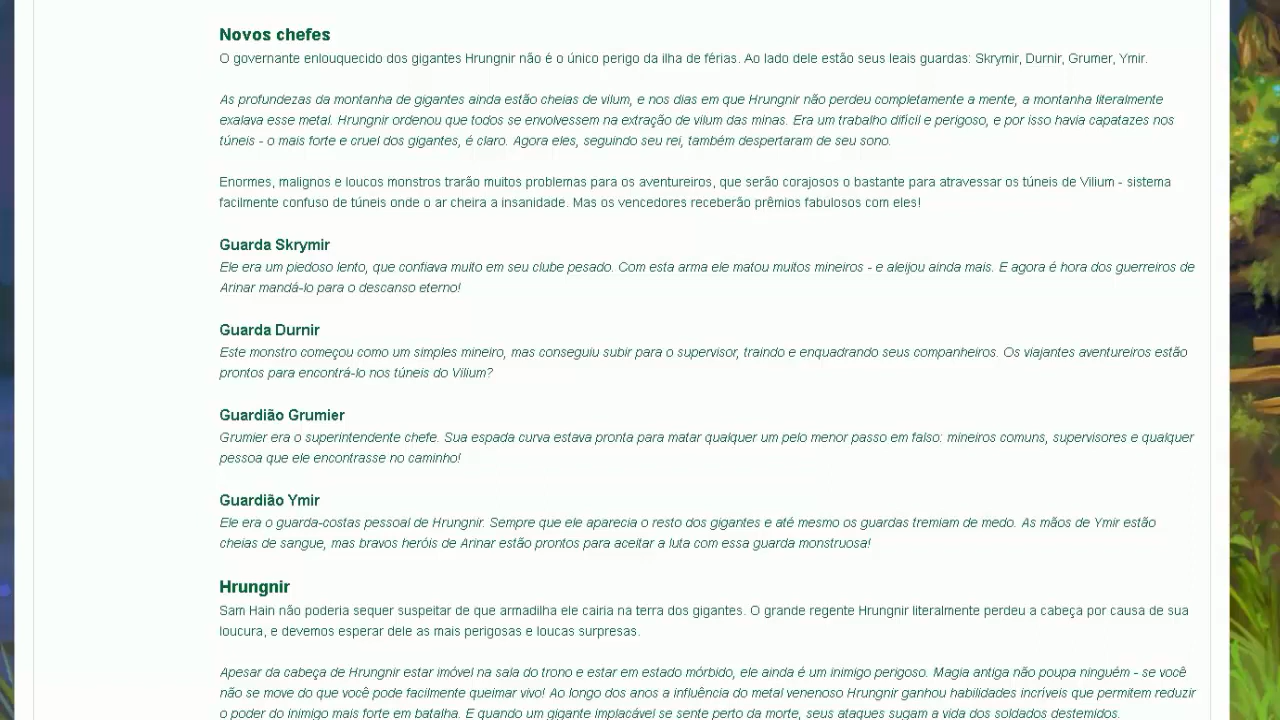 Novos chefes
O governante enlouquecido dos gigantes Hrungnir não é o único perigo da ilha de férias. Ao lado dele estão seus leais guardas: Skrymir, Durnir, Grumer, Ymir.
As profundezas da montanha de gigantes ainda estão cheias de vilum, e nos dias em que Hrungnir não perdeu completamente a mente, a montanha literalmente
exalava esse metal. Hrungnir ordenou que todos se envolvessem na extração de vilum das minas. Era um trabalho difícil e perigoso, e por isso havia capatazes nos
túneis - o mais forte e cruel dos gigantes, é claro. Agora eles, seguindo seu rei, também despertaram de seu sono.
Enormes, malignos e loucos monstros trarão muitos problemas para os aventureiros, que serão corajosos o bastante para atravessar os túneis de Vilium - sistema
facilmente confuso de túneis onde o ar cheira a insanidade. Mas os vencedores receberão prêmios fabulosos com eles!
Guarda Skrymir
Ele era um piedoso lento, que confiava muito em seu clube pesado. Com esta arma ele matou muitos mineiros - e aleijou ainda mais. E agora é hora dos guerreiros de
Arinar mandá-lo para o descanso eterno!
Guarda Durnir
Este monstro começou como um simples mineiro, mas conseguiu subir para o supervisor, traindo e enquadrando seus companheiros. Os viajantes aventureiros estão
prontos para encontrá-lo nos túneis do Vilium?
Guardião Grumier
Grumier era o superintendente chefe. Sua espada curva estava pronta para matar qualquer um pelo menor passo em falso: mineiros comuns, supervisores e qualquer
pessoa que ele encontrasse no caminho!
Guardião Ymir
Ele era o guarda-costas pessoal de Hrungnir. Sempre que ele aparecia o resto dos gigantes e até mesmo os guardas tremiam de medo. As mãos de Ymir estão
cheias de sangue, mas bravos heróis de Arinar estão prontos para aceitar a luta com essa guarda monstruosa!
Hrungnir
Sam Hain não poderia sequer suspeitar de que armadilha ele cairia na terra dos gigantes. O grande regente Hrungnir literalmente perdeu a cabeça por causa de sua
loucura, e devemos esperar dele as mais perigosas e loucas surpresas.
Apesar da cabeça de Hrungnir estar imóvel na sala do trono e estar em estado mórbido, ele ainda é um inimigo perigoso. Magia antiga não poupa ninguém - se você
não se move do que você pode facilmente queimar vivo! Ao longo dos anos a influência do metal venenoso Hrungnir ganhou habilidades incríveis que permitem reduzir
o poder do inimigo mais forte em batalha. E quando um gigante implacável se sente perto da morte, seus ataques sugam a vida dos soldados destemidos.